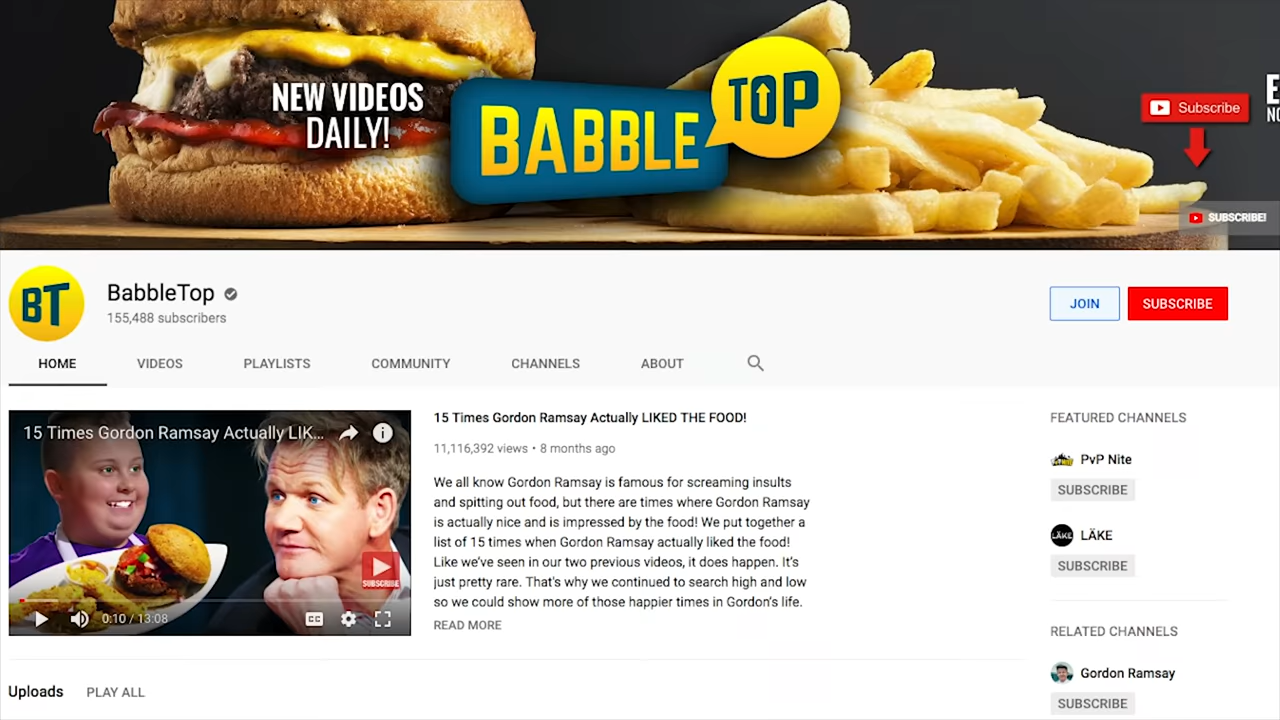 NEW VIDEOS
DAILY!
BABBLE
TOP
Subscribe
SUBSCRIBE!
BT
BabbleTop
155,488 subscribers
JOIN
SUBSCRIBE
HOME
VIDEOS
PLAYLISTS
COMMUNITY
CHANNELS
ABOUT
15 Times Gordon Ramsay Actually LIK...
SUBSCRIBE
0:10 / 13:08
CC
15 Times Gordon Ramsay Actually LIKED THE FOOD!
11,116,392 views • 8 months ago
We all know Gordon Ramsay is famous for screaming insults
and spitting out food, but there are times where Gordon Ramsay
is actually nice and is impressed by the food! We put together a
list of 15 times when Gordon Ramsay actually liked the food!
Like we've seen in our two previous videos, it does happen. It's
just pretty rare. That's why we continued to search high and low
so we could show more of those happier times in Gordon's life.
READ MORE
FEATURED CHANNELS
PvP Nite
SUBSCRIBE
LÄKE
LÄKE
SUBSCRIBE
RELATED CHANNELS
Gordon Ramsay
SUBSCRIBE
Uploads
PLAY ALL